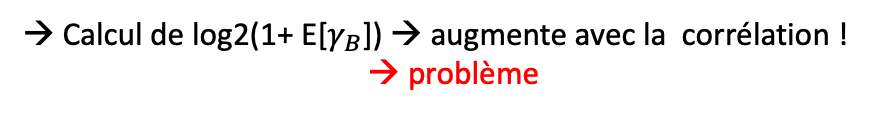 → Calcul de log2(1+ E[γ_B]) → augmente avec la corrélation !
→ problème